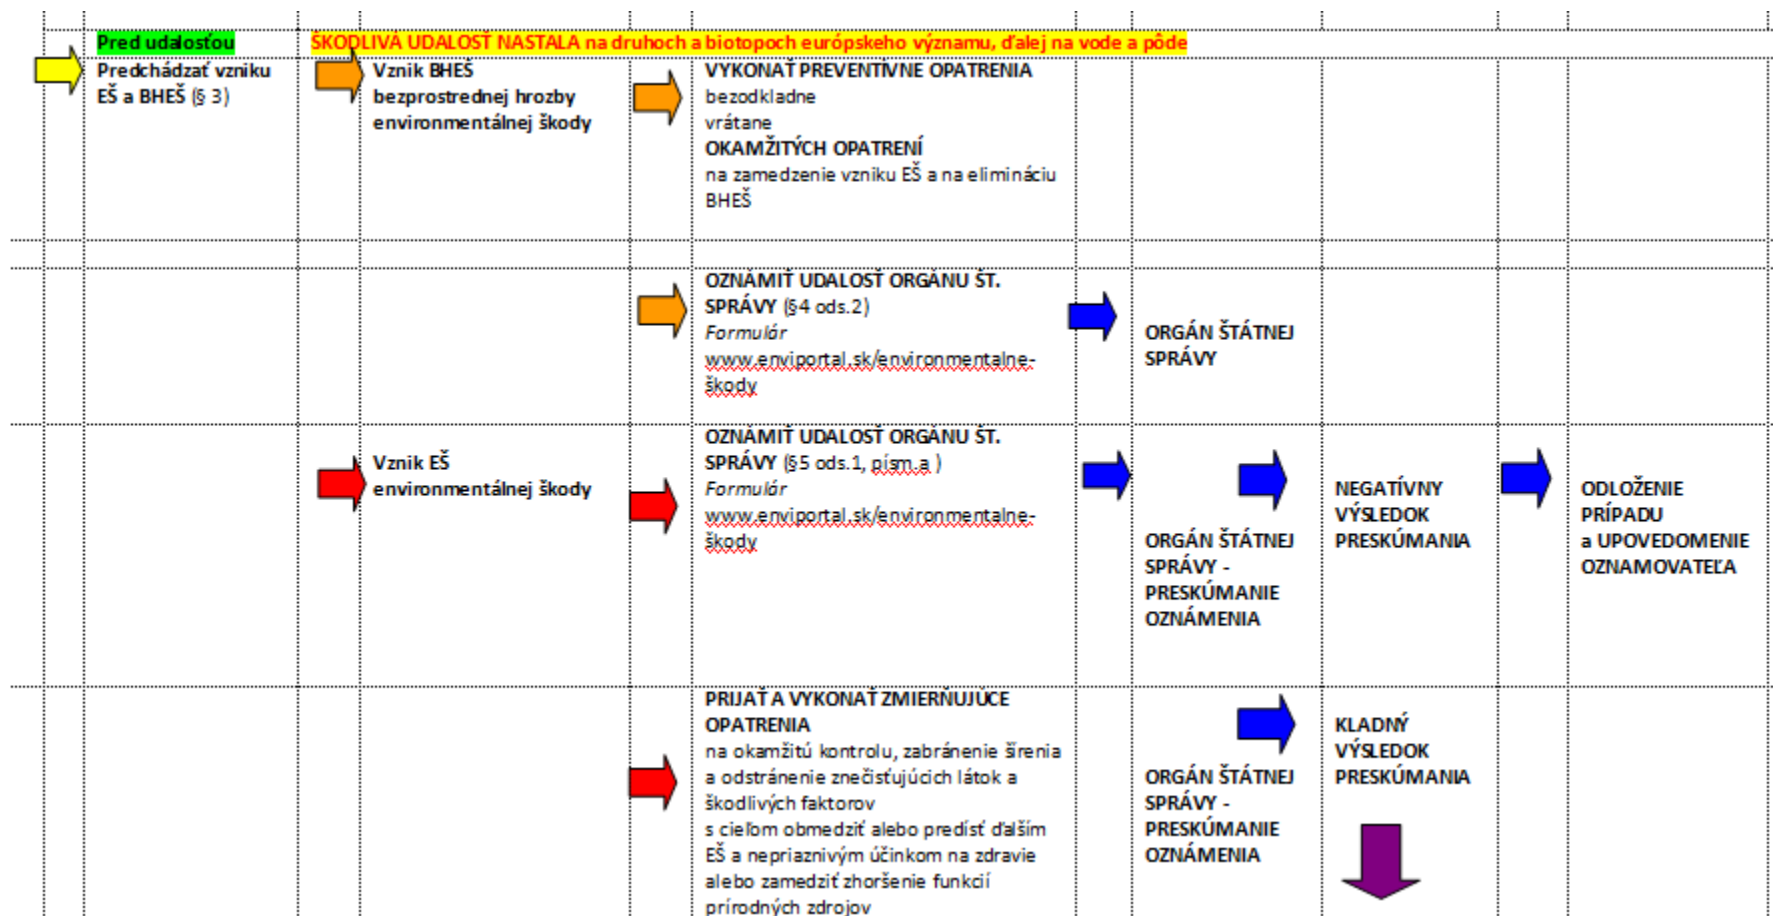 Pred udalosťou
ŠKODLIVÁ UDALOSŤ NASTALA na druhoch a biotopoch európskeho významu, ďalej na vode a pôde
Predchádzať vzniku
EŠ a BHEŠ (§ 3)
Vznik BHEŠ
bezprostrednej hrozby
environmentálnej škody
VYKONAŤ PREVENTÍVNE OPATRENIA
bezodkladne
vrátane
OKAMŽITÝCH OPATRENÍ
na zamedzenie vzniku EŠ a na elimináciu
BHEŠ
OZNÁMIŤ UDALOSŤ ORGÁNU ŠT.
SPRÁVY (§4 ods.2)
Formulár
www.enviportal.sk/environmentalne-
škody
ORGÁN ŠTÁTNEJ
SPRÁVY
Vznik EŠ
environmentálnej škody
OZNÁMIŤ UDALOSŤ ORGÁNU ŠT.
SPRÁVY (§5 ods.1, písm.a )
Formulár
www.enviportal.sk/environmentalne-
škody
ORGÁN ŠTÁTNEJ
SPRÁVY -
PRESKÚMANIE
OZNÁMENIA
NEGATÍVNY
VÝSLEDOK
PRESKÚMANIA
ODLOŽENIE
PRÍPADU
a UPOVEDOMENIE
OZNAMOVATEĽA
PRIJAŤ A VYKONAŤ ZMIERŇUJÚCE
OPATRENIA
na okamžitú kontrolu, zabránenie šírenia
a odstránenie znečisťujúcich látok a
škodlivých faktorov
s cieľom obmedziť alebo predísť ďalším
EŠ a nepriaznivým účinkom na zdravie
alebo zamedziť zhoršenie funkcií
prírodných zdrojov
ORGÁN ŠTÁTNEJ
SPRÁVY -
PRESKÚMANIE
OZNÁMENIA
KLADNÝ
VÝSLEDOK
PRESKÚMANIA